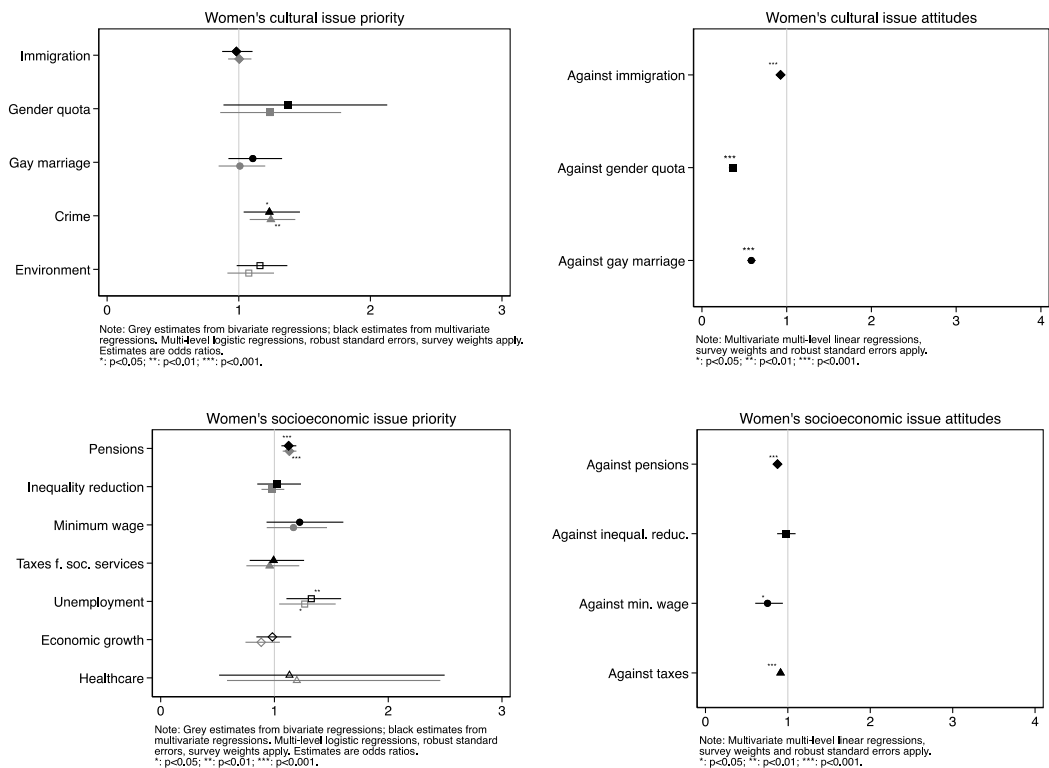 Women's cultural issue priority
Immigration
Gender quota
Gay marriage
*
Crime
**
Environment
0 1 2 3
Note: Grey estimates from bivariate regressions; black estimates from multivariate
regressions. Multi-level logistic regressions, robust standard errors, survey weights apply.
Estimates are odds ratios.
*: p<0.05; **: p<0.01; ***: p<0.001.
Women's cultural issue attitudes
***
Against immigration
***
Against gender quota
***
Against gay marriage
0 1 2 3 4
Note: Multivariate multi-level linear regressions,
survey weights and robust standard errors apply.
*: p<0.05; **: p<0.01; ***: p<0.001.
Women's socioeconomic issue priority
***
Pensions
***
Inequality reduction
Minimum wage
Taxes f. soc. services
**
Unemployment
*
Economic growth
Healthcare
0 1 2 3
Note: Grey estimates from bivariate regressions; black estimates from
multivariate regressions. Multi-level logistic regressions, robust standard
errors, survey weights apply. Estimates are odds ratios.
*: p<0.05; **: p<0.01; ***: p<0.001.
Women's socioeconomic issue attitudes
***
Against pensions
Against inequal. reduc.
*
Against min. wage
***
Against taxes
0 1 2 3 4
Note: Multivariate multi-level linear regressions,
survey weights and robust standard errors apply.
*: p<0.05; **: p<0.01; ***: p<0.001.